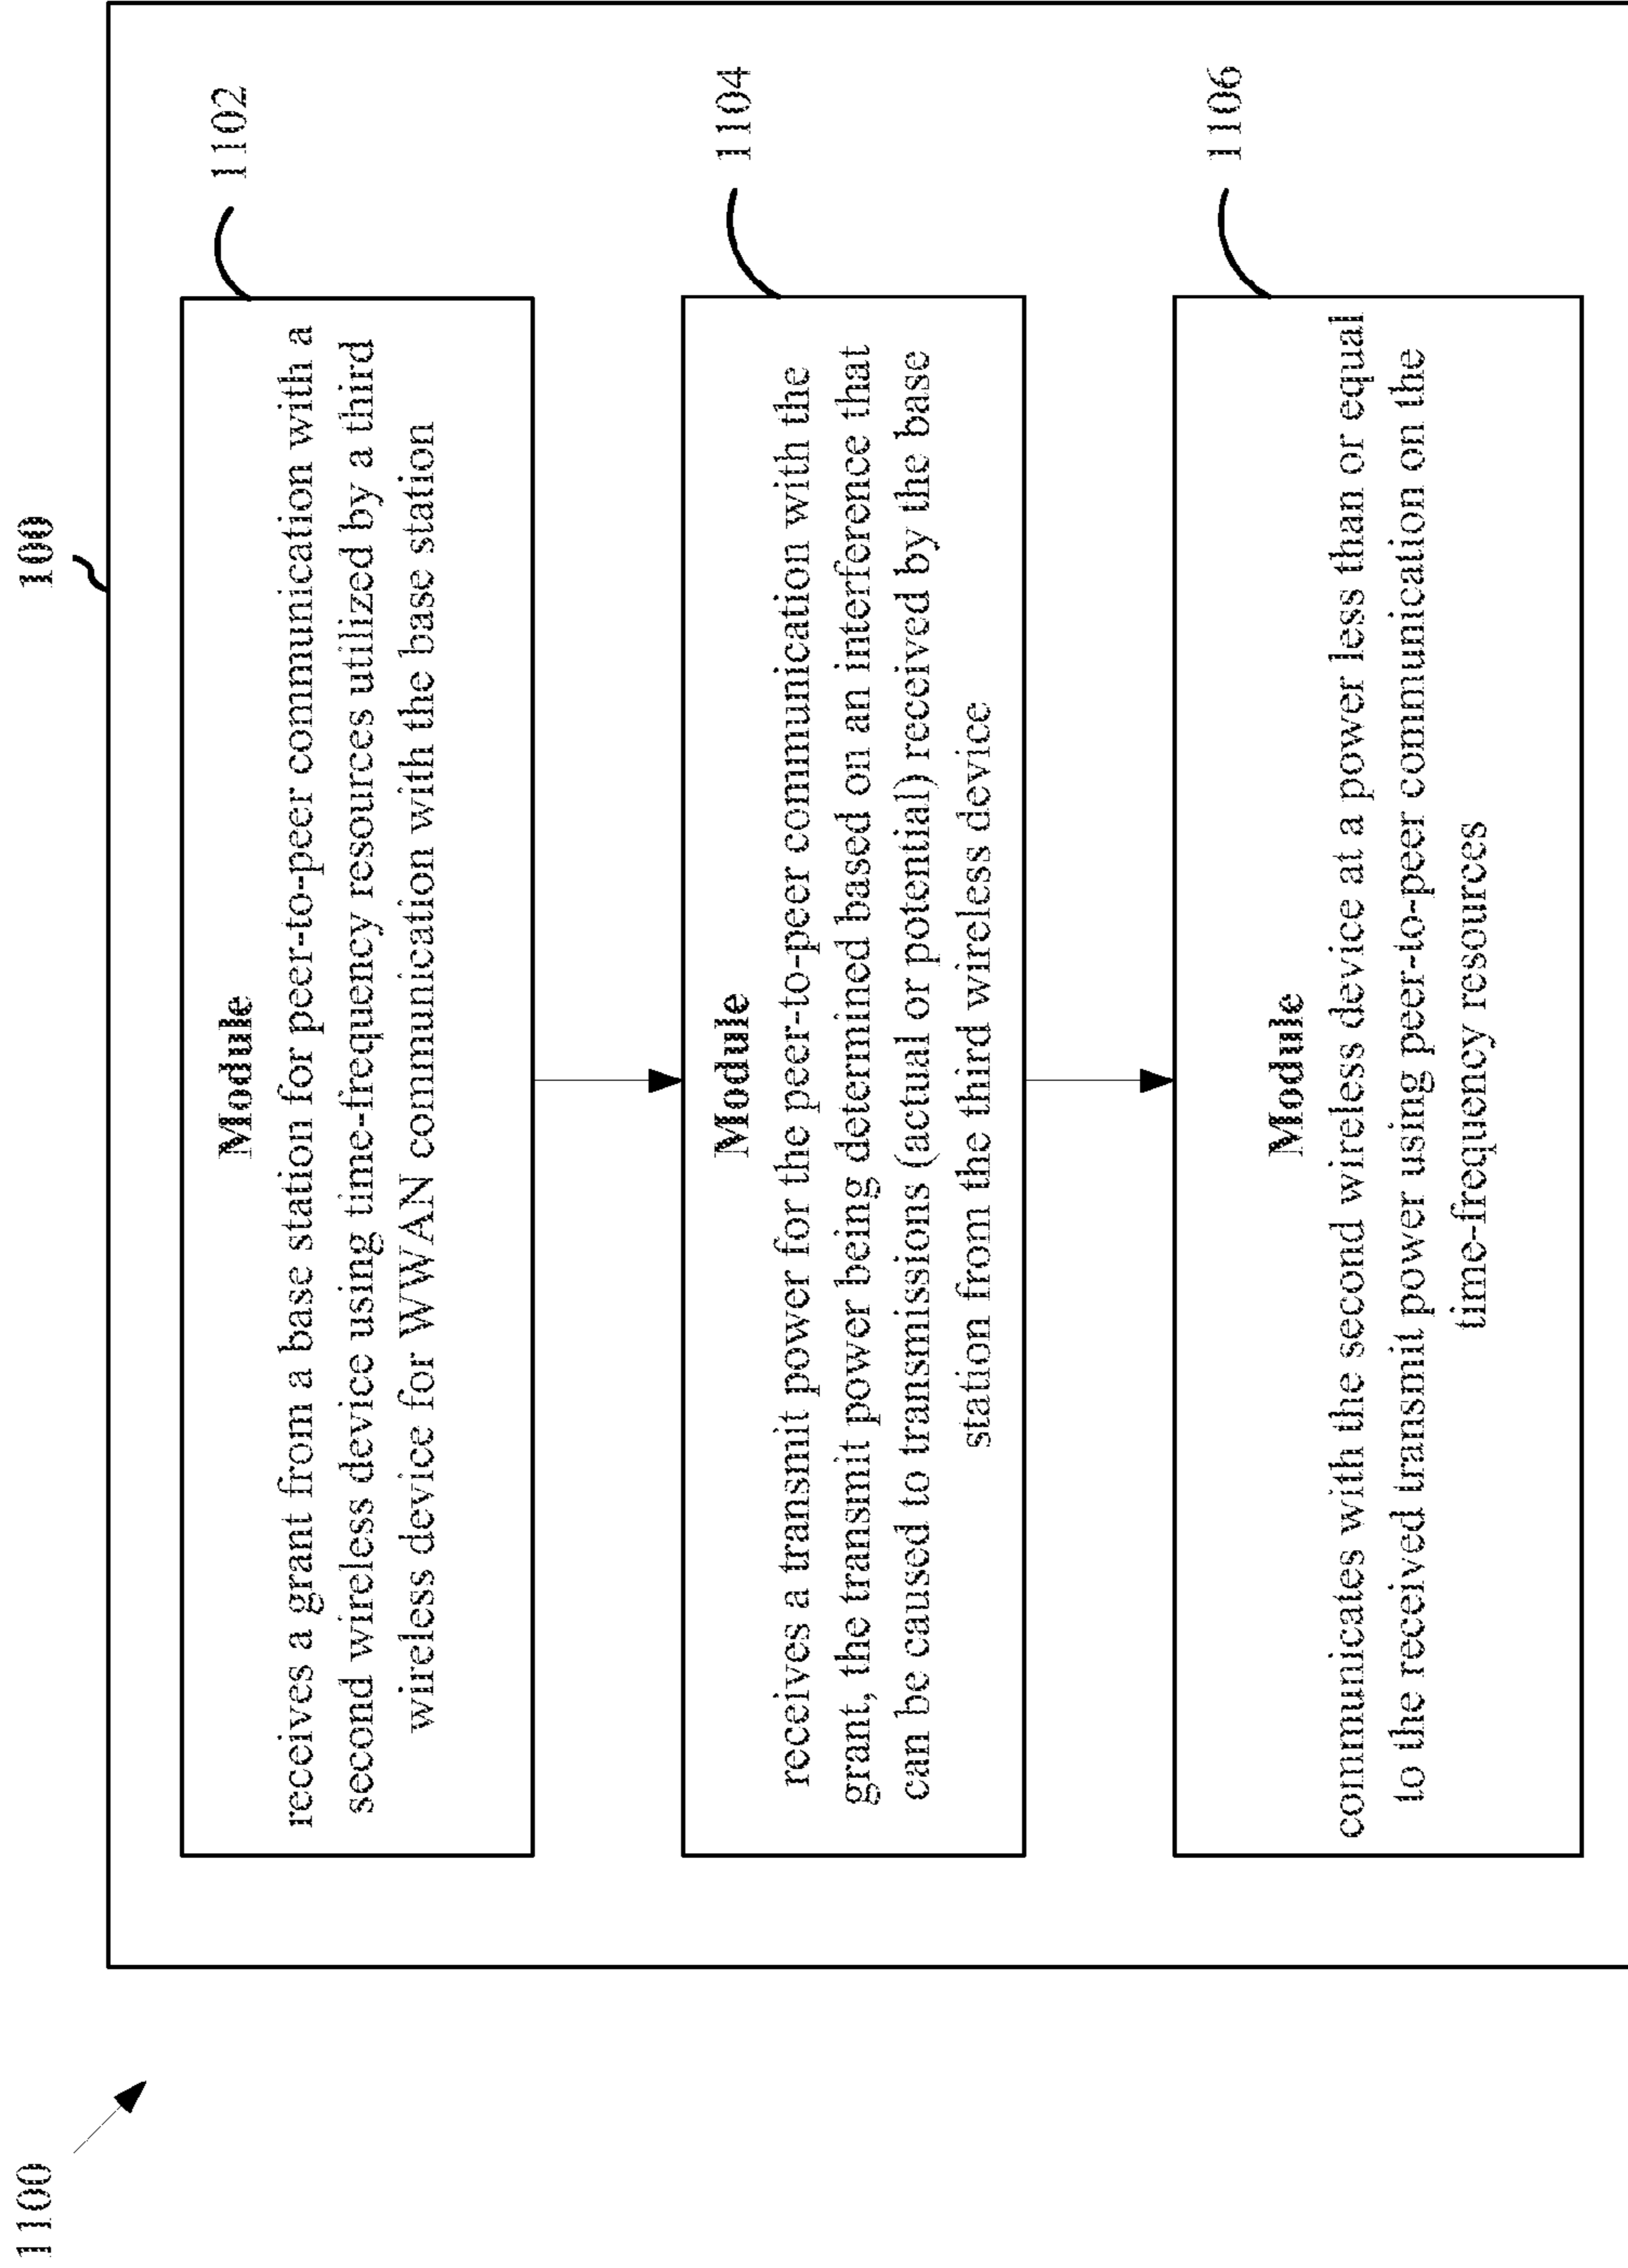 1100
100
1102
Module
receives a grant from a base station for peer-to-peer communication with a
second wireless device using time-frequency resources utilized by a third
wireless device for WWAN communication with the base station
1104
Module
receives a transmit power for the peer-to-peer communication with the
grant, the transmit power being determined based on an interference that
can be caused to transmissions (actual or potential) received by the base
station from the third wireless device
1106
Module
communicates with the second wireless device at a power less than or equal
to the received transmit power using peer-to-peer communication on the
time-frequency resources